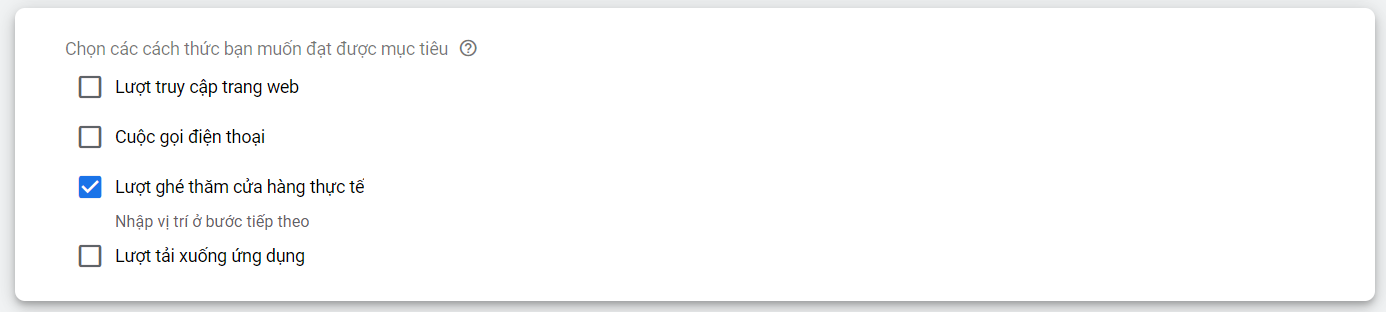 Chọn các cách thức bạn muốn đạt được mục tiêu
Lượt truy cập trang web
Cuộc gọi điện thoại
Lượt ghé thăm cửa hàng thực tế
Nhập vị trí ở bước tiếp theo
Lượt tải xuống ứng dụng